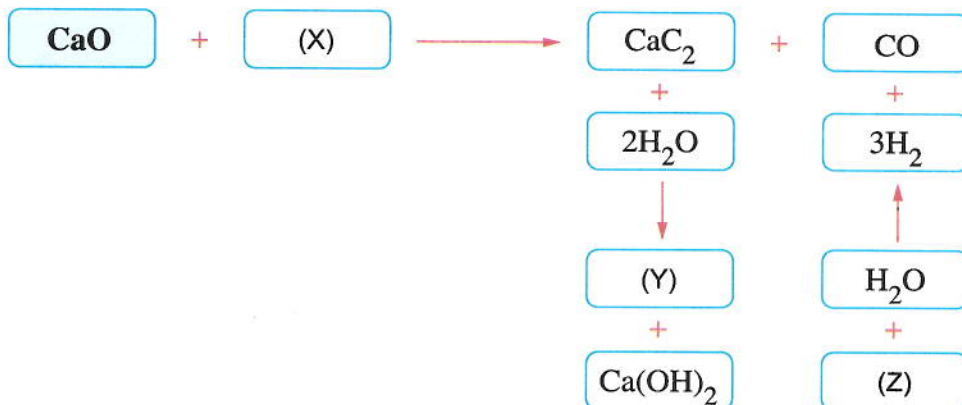 CaO + (X) CaC₂ + CO
+ +
2H₂O 3H₂
(Y) H₂O
+ +
Ca(OH)₂ (Z)